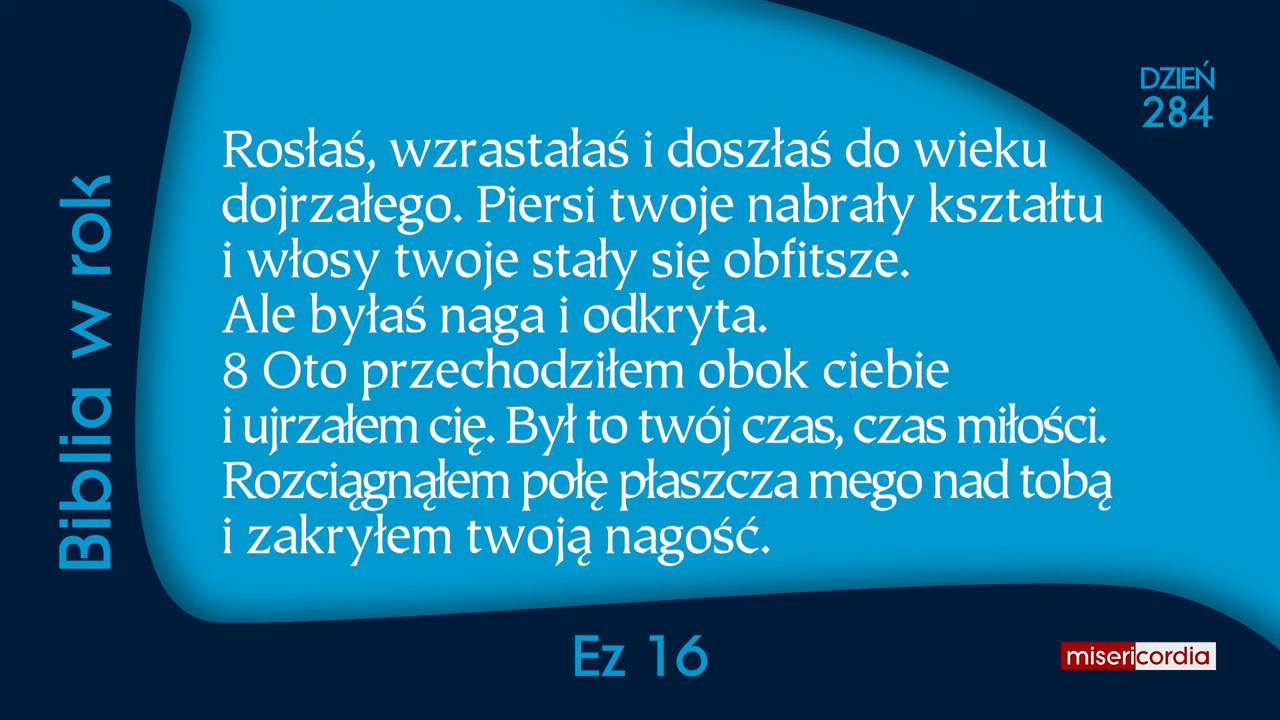 DZIEŃ
284
Biblia w rok
Rosłaś, wzrastałaś i doszłaś do wieku
dojrzałego. Piersi twoje nabrały kształtu
i włosy twoje stały się obfitsze.
Ale byłaś naga i odkryta.
8 Oto przechodziłem obok ciebie
i ujrzałem cię. Był to twój czas, czas miłości.
Rozciągnąłem połę płaszcza mego nad tobą
i zakryłem twoją nagość.
Ez 16
misericordia